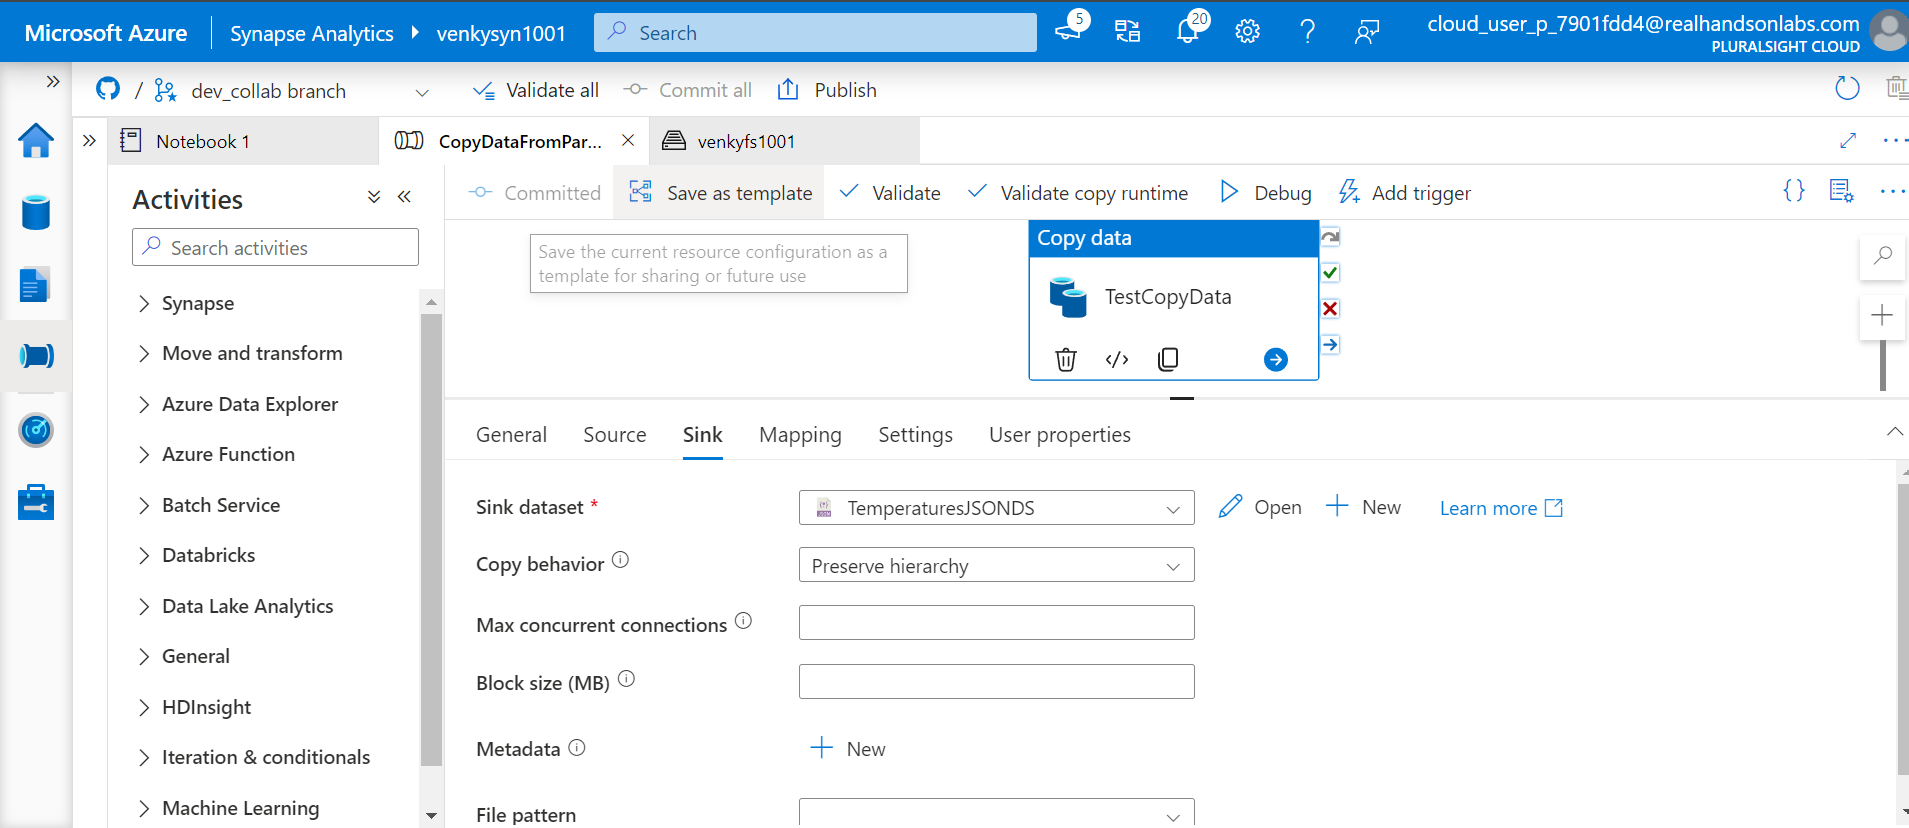 Microsoft Azure
Synapse Analytics
venkysyn1001
Search
5
20
cloud_user_p_7901fdd4@realhandsonlabs.com
PLURALSIGHT CLOUD
/
dev_collab branch
Validate all
Commit all
Publish
Notebook 1
CopyDataFromPar...
venkyfs1001
Activities
Search activities
Synapse
Move and transform
Azure Data Explorer
Azure Function
Batch Service
Databricks
Data Lake Analytics
General
HDInsight
Iteration & conditionals
Machine Learning
Committed
Save as template
Validate
Validate copy runtime
Debug
Add trigger
Save the current resource configuration as a
template for sharing or future use
Copy data
TestCopyData
General
Source
Sink
Mapping
Settings
User properties
Sink dataset *
TemperaturesJSONDS
Open
New
Learn more
Copy behavior
Preserve hierarchy
Max concurrent connections
Block size (MB)
Metadata
New
File pattern